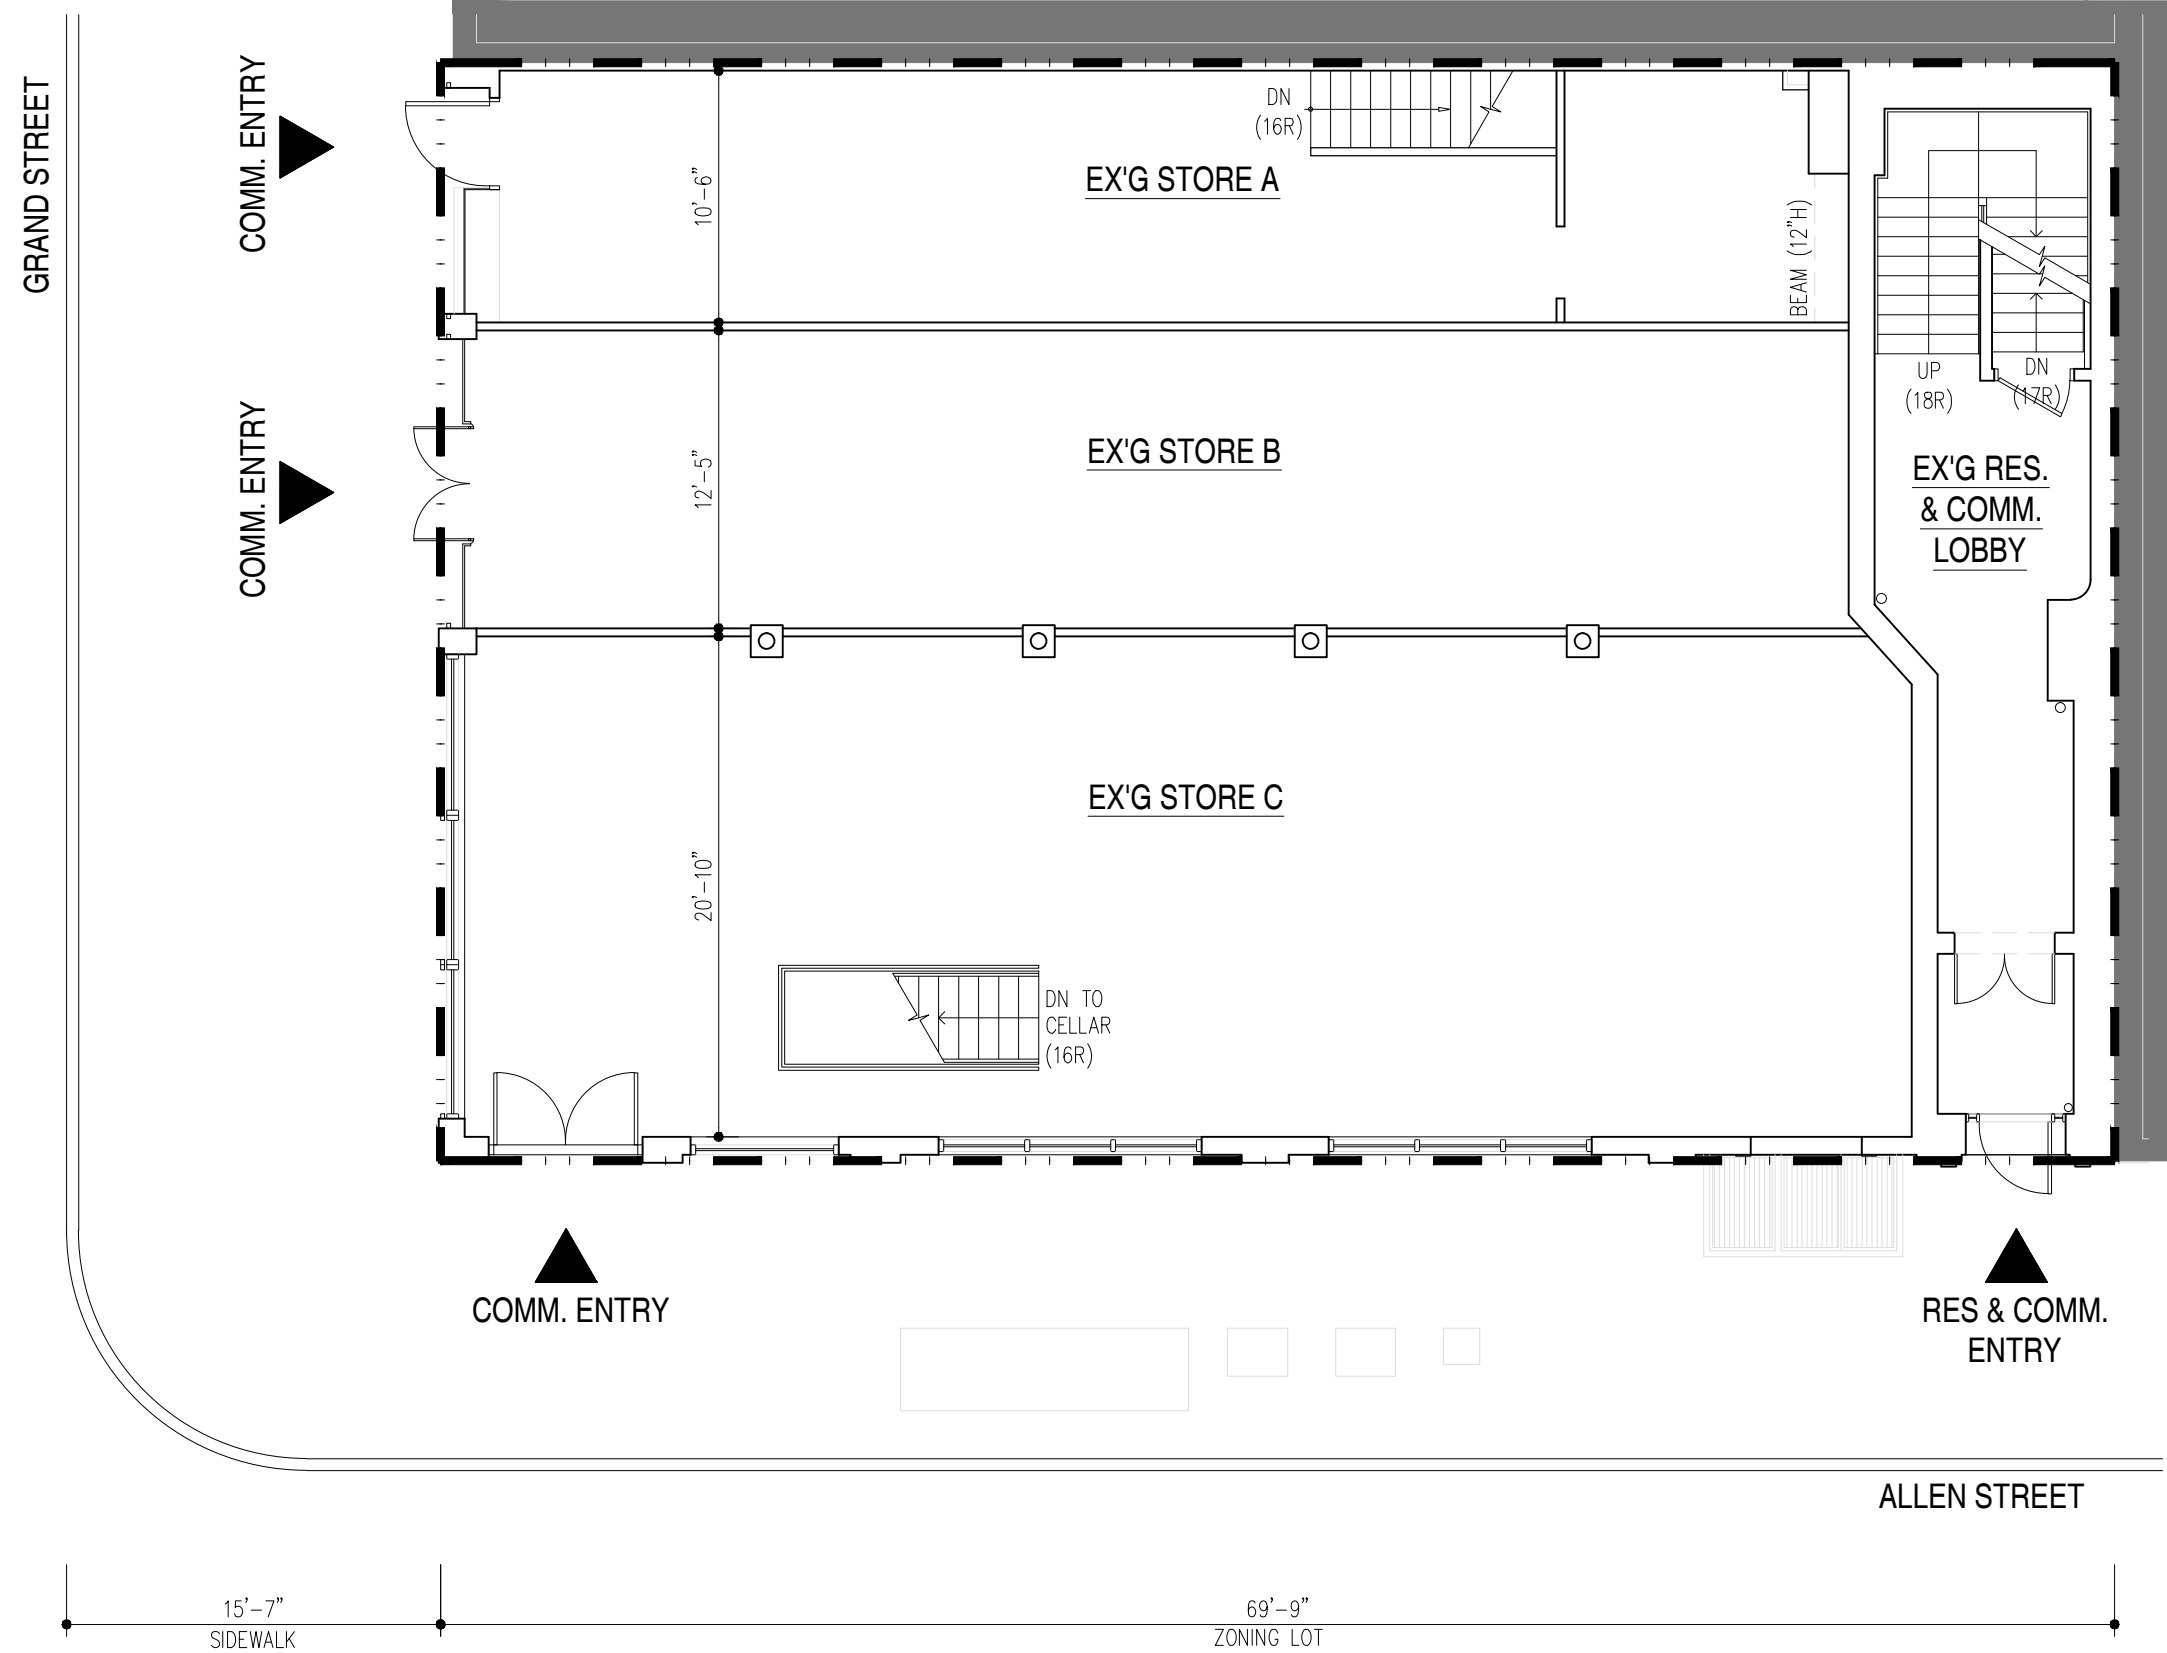 GRAND STREET
COMM. ENTRY
DN
(16R)
EX'G STORE A
10'-6"
BEAM (12"H)
UP
(18R)
DN
(17R)
COMM. ENTRY
12'-5"
EX'G STORE B
EX'G RES.
& COMM.
LOBBY
EX'G STORE C
20'-10"
DN TO
CELLAR
(16R)
COMM. ENTRY
RES & COMM.
ENTRY
ALLEN STREET
15'-7"
SIDEWALK
69'-9"
ZONING LOT